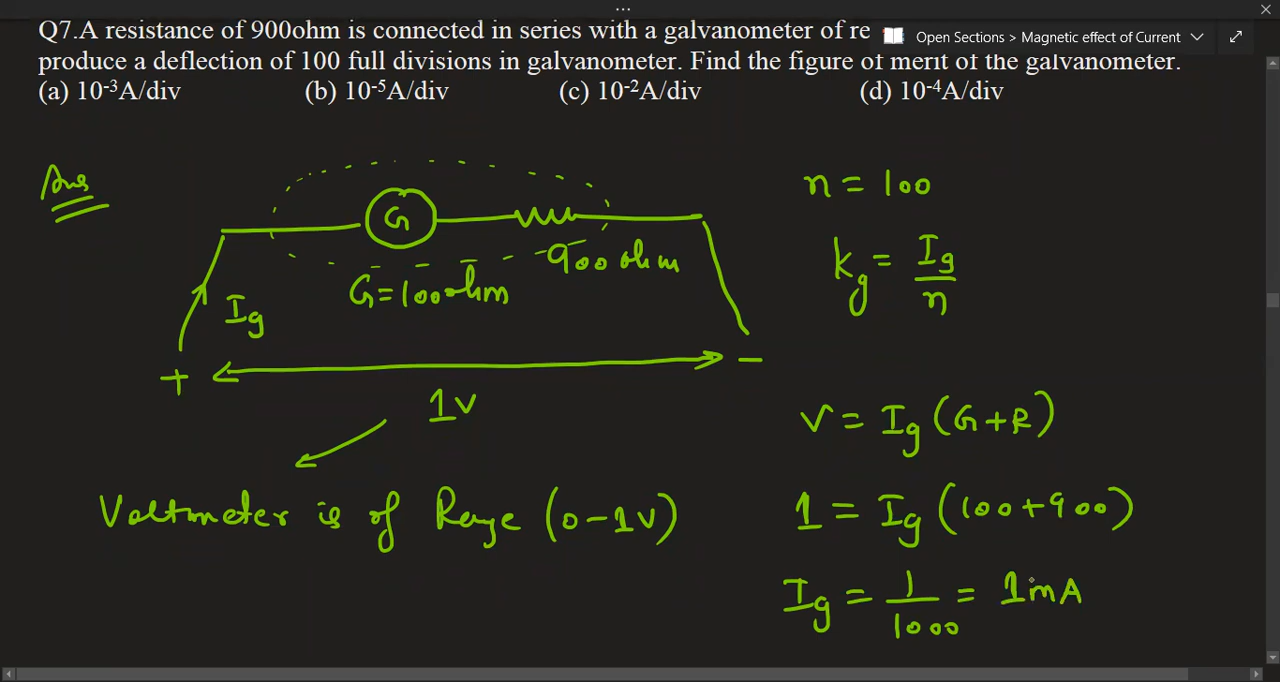 Q7.A resistance of 900ohm is connected in series with a galvanometer of re
Open Sections > Magnetic effect of Current
produce a deflection of 100 full divisions in galvanometer. Find the figure of merit of the galvanometer.
(a) 10⁻³A/div (b) 10⁻⁵A/div (c) 10⁻²A/div (d) 10⁻⁴A/div
Ans
G
900 ohm
G=100ohm
Ig
+ −
1V
Voltmeter is of Range (0-1V)
n = 100
kg = Ig/n
V = Ig (G+R)
1 = Ig (100+900)
Ig = 1/1000 = 1mA